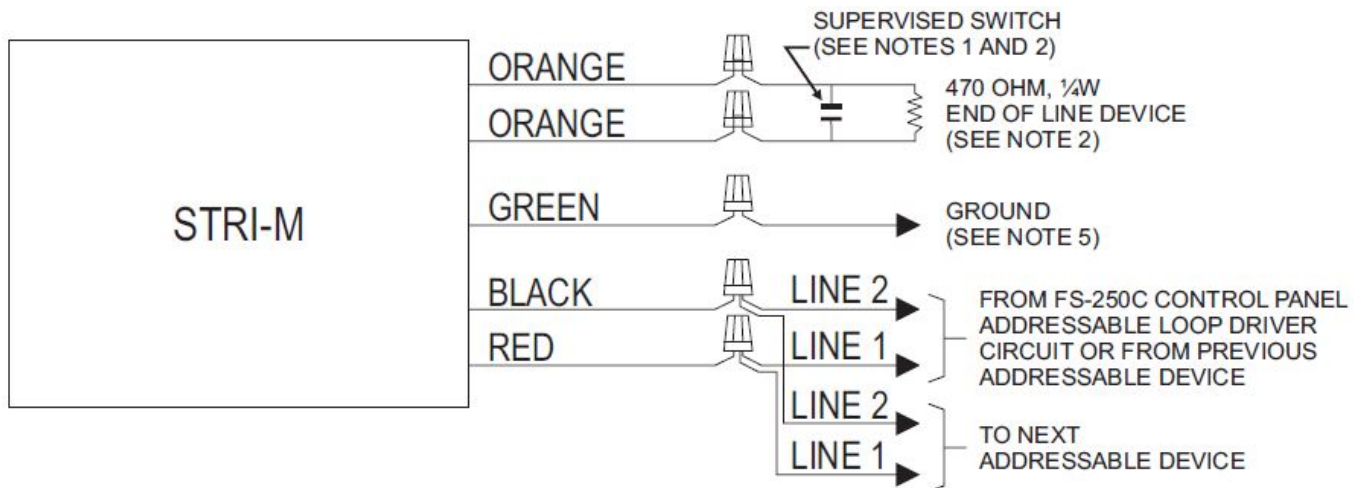 SUPERVISED SWITCH
(SEE NOTES 1 AND 2)
ORANGE
470 OHM, ¼W
END OF LINE DEVICE
(SEE NOTE 2)
ORANGE
STRI-M
GREEN
GROUND
(SEE NOTE 5)
BLACK
LINE 2
FROM FS-250C CONTROL PANEL
ADDRESSABLE LOOP DRIVER
CIRCUIT OR FROM PREVIOUS
ADDRESSABLE DEVICE
RED
LINE 1
LINE 2
TO NEXT
ADDRESSABLE DEVICE
LINE 1